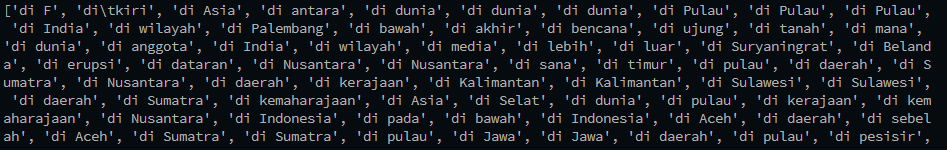 ['di F', 'di\tkiri', 'di Asia', 'di antara', 'di dunia', 'di dunia', 'di dunia', 'di Pulau', 'di Pulau', 'di Pulau',
'di India', 'di wilayah', 'di Palembang', 'di bawah', 'di akhir', 'di bencana', 'di ujung', 'di tanah', 'di mana',
'di dunia', 'di anggota', 'di India', 'di wilayah', 'di media', 'di lebih', 'di luar', 'di Suryaningrat', 'di Beland
a', 'di erupsi', 'di dataran', 'di Nusantara', 'di Nusantara', 'di sana', 'di timur', 'di pulau', 'di daerah', 'di S
umatra', 'di Nusantara', 'di daerah', 'di kerajaan', 'di Kalimantan', 'di Kalimantan', 'di Sulawesi', 'di Sulawesi',
'di daerah', 'di Sumatra', 'di kemaharajaan', 'di Asia', 'di Selat', 'di dunia', 'di pulau', 'di kerajaan', 'di kem
aharajaan', 'di Nusantara', 'di Indonesia', 'di pada', 'di bawah', 'di Indonesia', 'di Aceh', 'di daerah', 'di sebel
ah', 'di Aceh', 'di Sumatra', 'di Sumatra', 'di pulau', 'di Jawa', 'di Jawa', 'di daerah', 'di pulau', 'di pesisir',